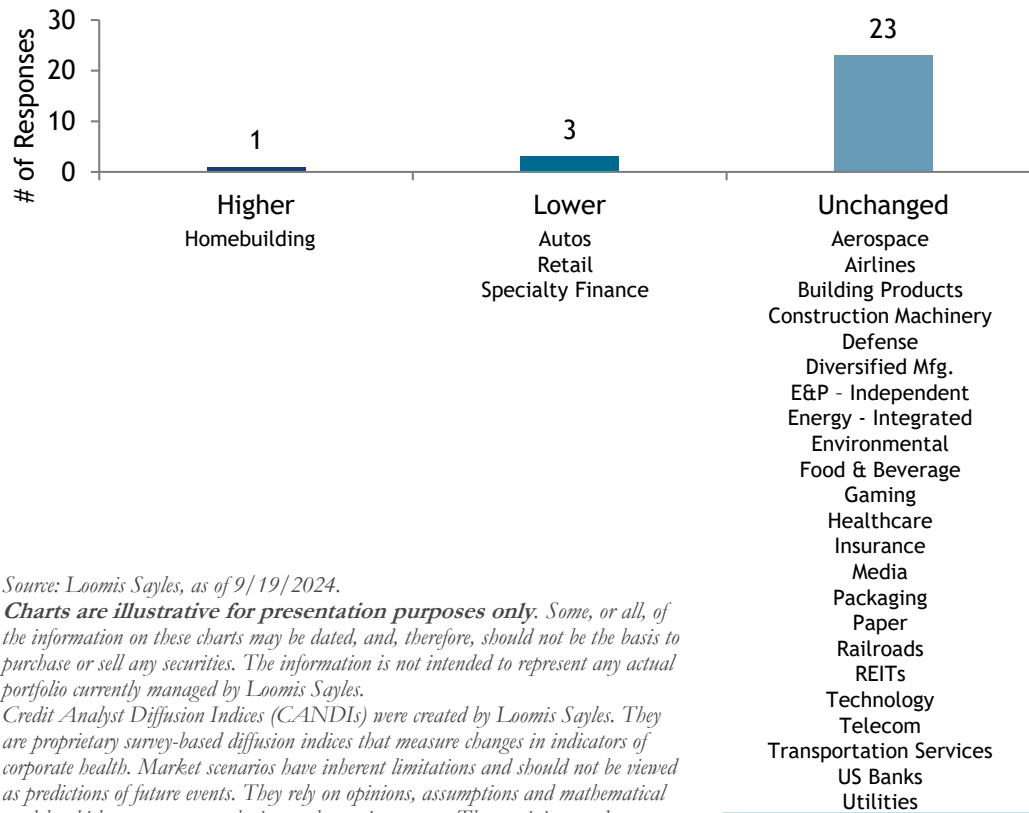 30
20
10
0
# of Responses
1
3
23
Higher
Homebuilding
Lower
Autos
Retail
Specialty Finance
Unchanged
Aerospace
Airlines
Building Products
Construction Machinery
Defense
Diversified Mfg.
E&P – Independent
Energy - Integrated
Environmental
Food & Beverage
Gaming
Healthcare
Insurance
Media
Packaging
Paper
Railroads
REITs
Technology
Telecom
Transportation Services
US Banks
Utilities
Source: Loomis Sayles, as of 9/19/2024.
Charts are illustrative for presentation purposes only. Some, or all, of
the information on these charts may be dated, and, therefore, should not be the basis to
purchase or sell any securities. The information is not intended to represent any actual
portfolio currently managed by Loomis Sayles.
Credit Analyst Diffusion Indices (CANDIs) were created by Loomis Sayles. They
are proprietary survey-based diffusion indices that measure changes in indicators of
corporate health. Market scenarios have inherent limitations and should not be viewed
as predictions of future events. They rely on opinions, assumptions and mathematical